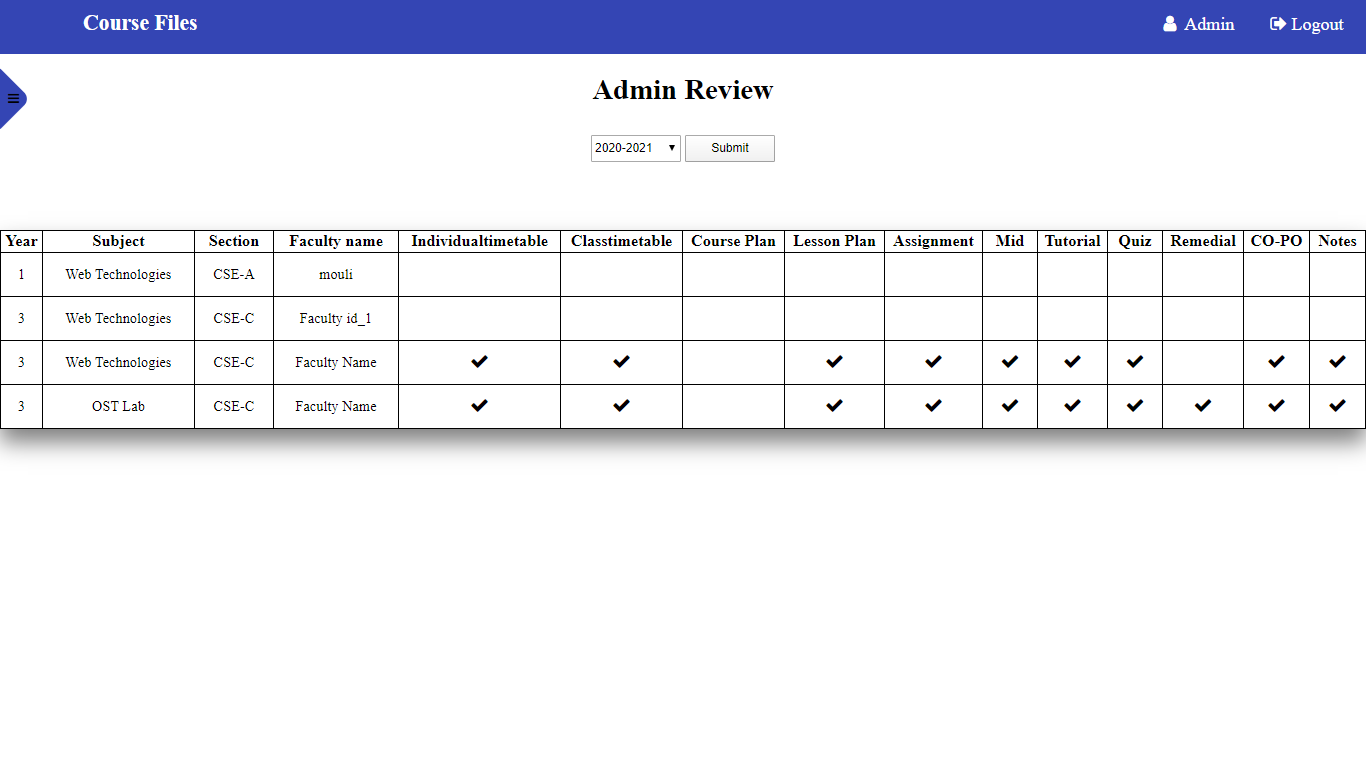 Course Files Admin Logout
Admin Review
2020-2021 Submit
Year Subject Section Faculty name Individualtimetable Classtimetable Course Plan Lesson Plan Assignment Mid Tutorial Quiz Remedial CO-PO Notes
1 Web Technologies CSE-A mouli
3 Web Technologies CSE-C Faculty id_1
3 Web Technologies CSE-C Faculty Name ✔ ✔ ✔ ✔ ✔ ✔ ✔ ✔ ✔
3 OST Lab CSE-C Faculty Name ✔ ✔ ✔ ✔ ✔ ✔ ✔ ✔ ✔ ✔